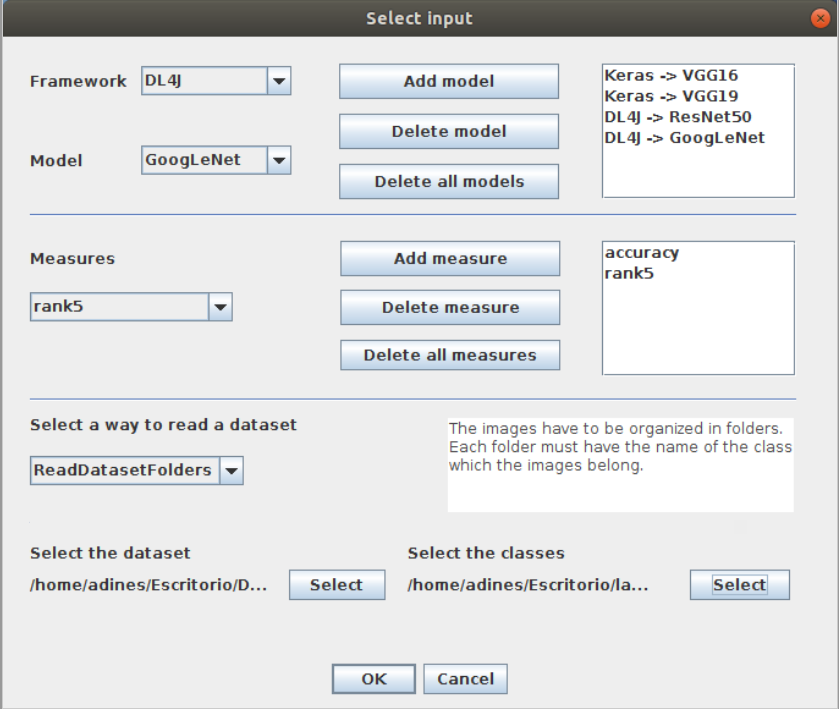 Select input
Framework
DL4J
Add model
Keras -> VGG16
Keras -> VGG19
DL4J -> ResNet50
DL4J -> GoogLeNet
Delete model
Model
GoogLeNet
Delete all models
Measures
Add measure
accuracy
rank5
rank5
Delete measure
Delete all measures
Select a way to read a dataset
The images have to be organized in folders.
Each folder must have the name of the class
which the images belong.
ReadDatasetFolders
Select the dataset
Select the classes
/home/adines/Escritorio/D...
Select
/home/adines/Escritorio/la...
Select
OK
Cancel